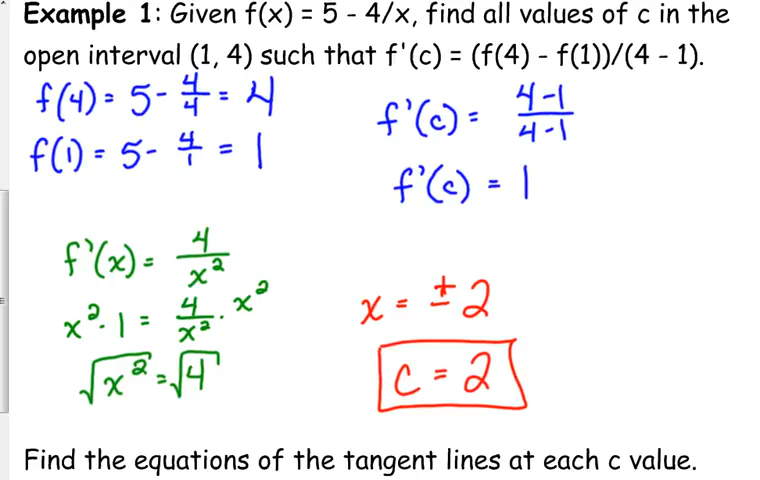 Example 1: Given f(x) = 5 - 4/x, find all values of c in the
open interval (1, 4) such that f'(c) = (f(4) - f(1))/(4 - 1).
f(4) = 5 - 4/4 = 4
f(1) = 5 - 4/1 = 1
f'(c) = 4-1/4-1
f'(c) = 1
f'(x) = 4/x²
x² · 1 = 4/x² · x²
√x² = √4
x = ± 2
c = 2
Find the equations of the tangent lines at each c value.